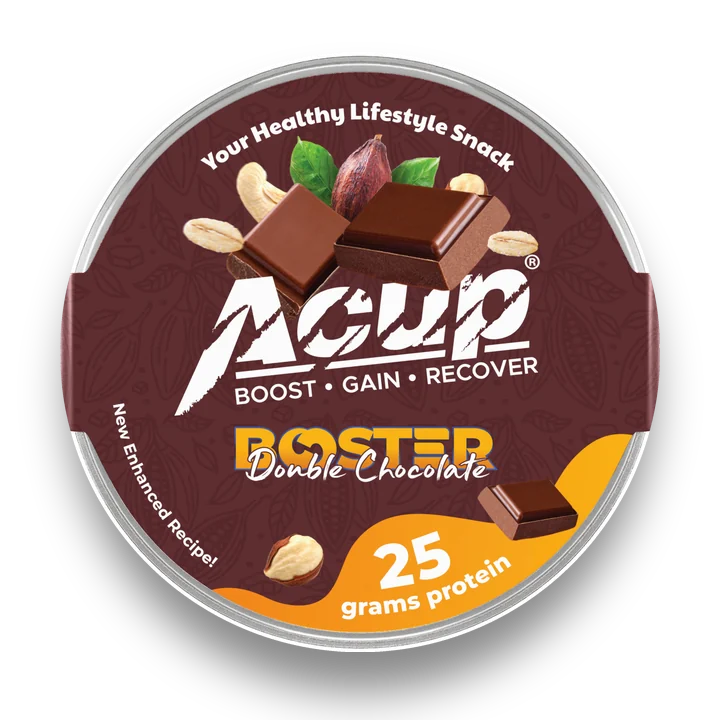 Your Healthy Lifestyle Snack
Acup®
BOOST • GAIN • RECOVER
BOOSTER
Double Chocolate
New Enhanced Recipe!
25
grams protein